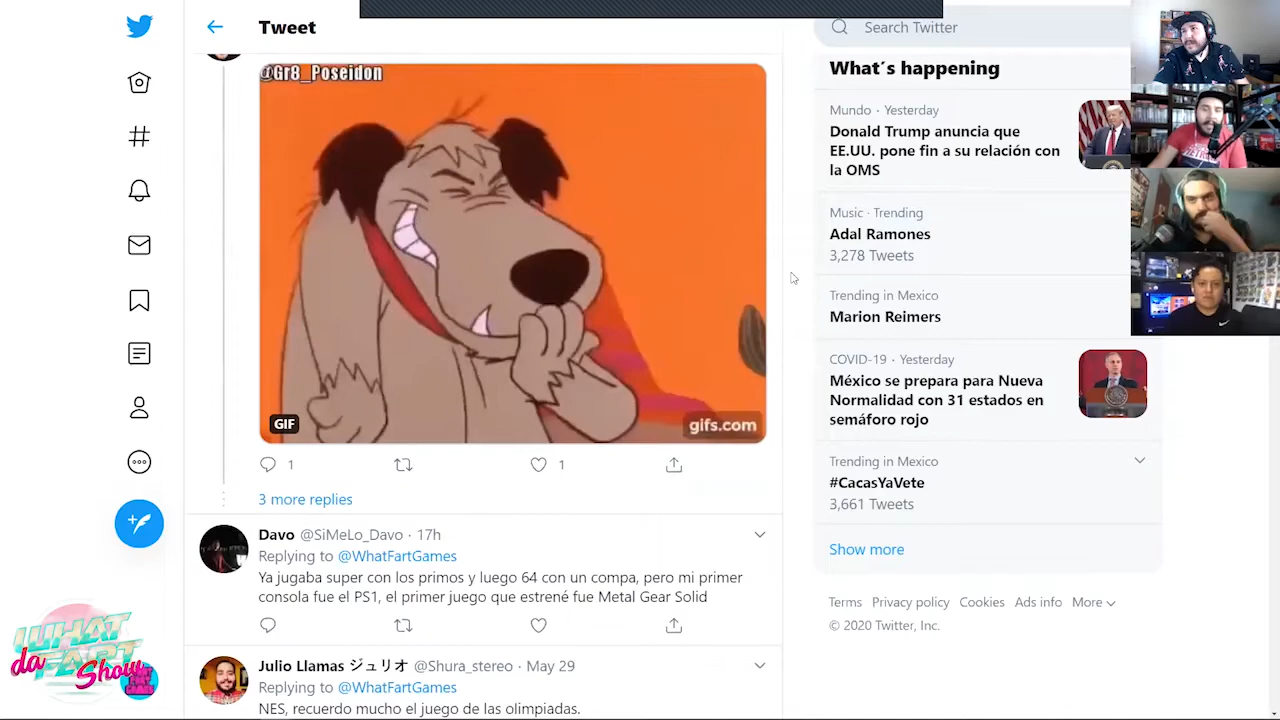 Tweet
@Gr8_Poseidon
GIF
gifs.com
1
1
3 more replies
Davo @SiMeLo_Davo · 17h
Replying to @WhatFartGames
Ya jugaba super con los primos y luego 64 con un compa, pero mi primer
consola fue el PS1, el primer juego que estrené fue Metal Gear Solid
Julio Llamas ジュリオ @Shura_stereo · May 29
Replying to @WhatFartGames
NES, recuerdo mucho el juego de las olimpiadas.
Search Twitter
What´s happening
Mundo · Yesterday
Donald Trump anuncia que
EE.UU. pone fin a su relación con
la OMS
Music · Trending
Adal Ramones
3,278 Tweets
Trending in Mexico
Marion Reimers
COVID-19 · Yesterday
México se prepara para Nueva
Normalidad con 31 estados en
semáforo rojo
Trending in Mexico
#CacasYaVete
3,661 Tweets
Show more
Terms Privacy policy Cookies Ads info More
© 2020 Twitter, Inc.
WHAT
da FART
Show